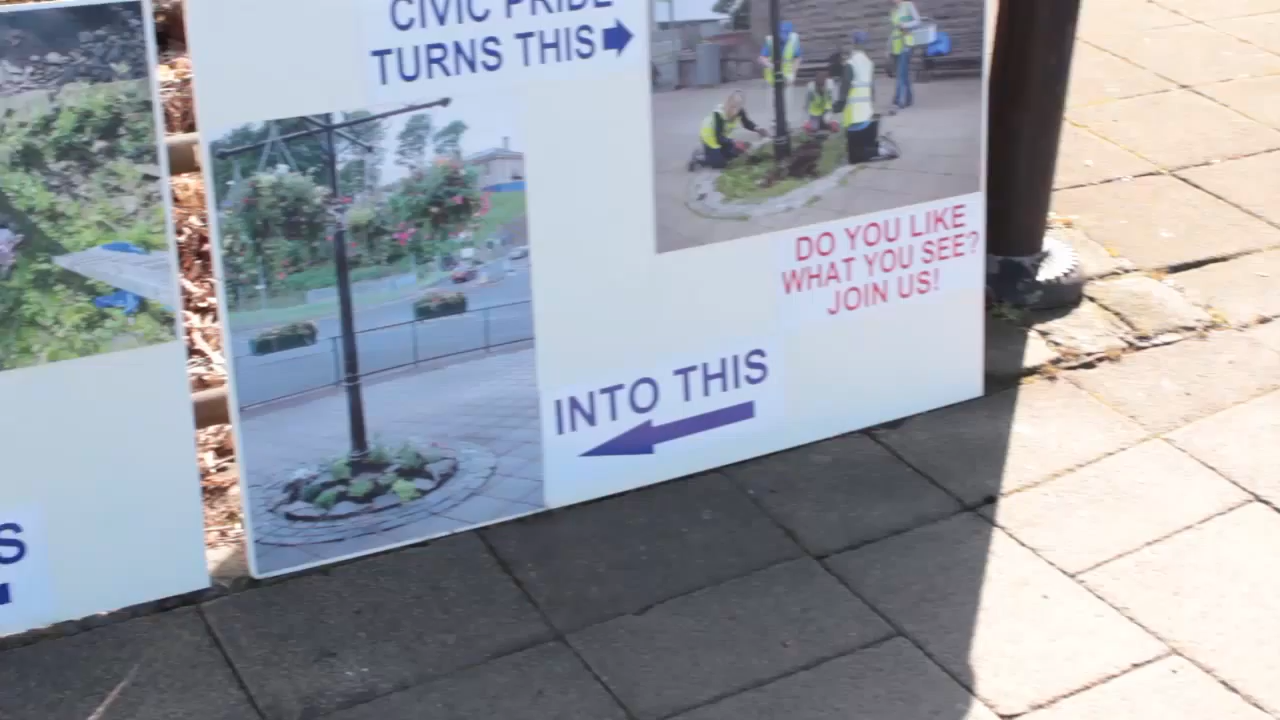 CIVIC PRIDE
TURNS THIS
DO YOU LIKE
WHAT YOU SEE?
JOIN US!
INTO THIS
S